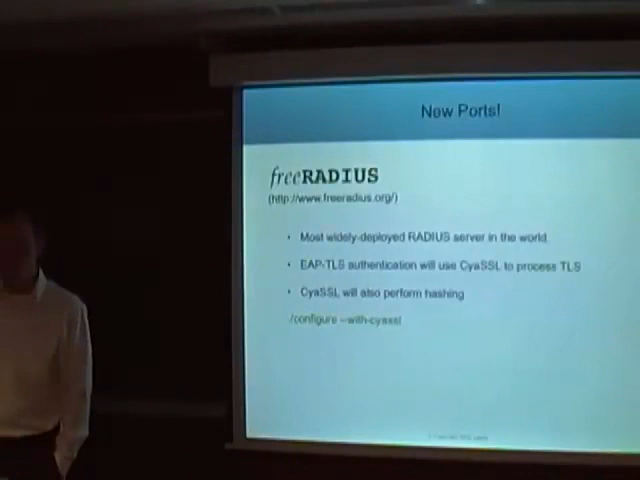 New Ports!
freeRADIUS
(http://www.freeradius.org/)
• Most widely-deployed RADIUS server in the world
• EAP-TLS authentication will use CyaSSL to process TLS
• CyaSSL will also perform hashing
./configure --with-cyassl